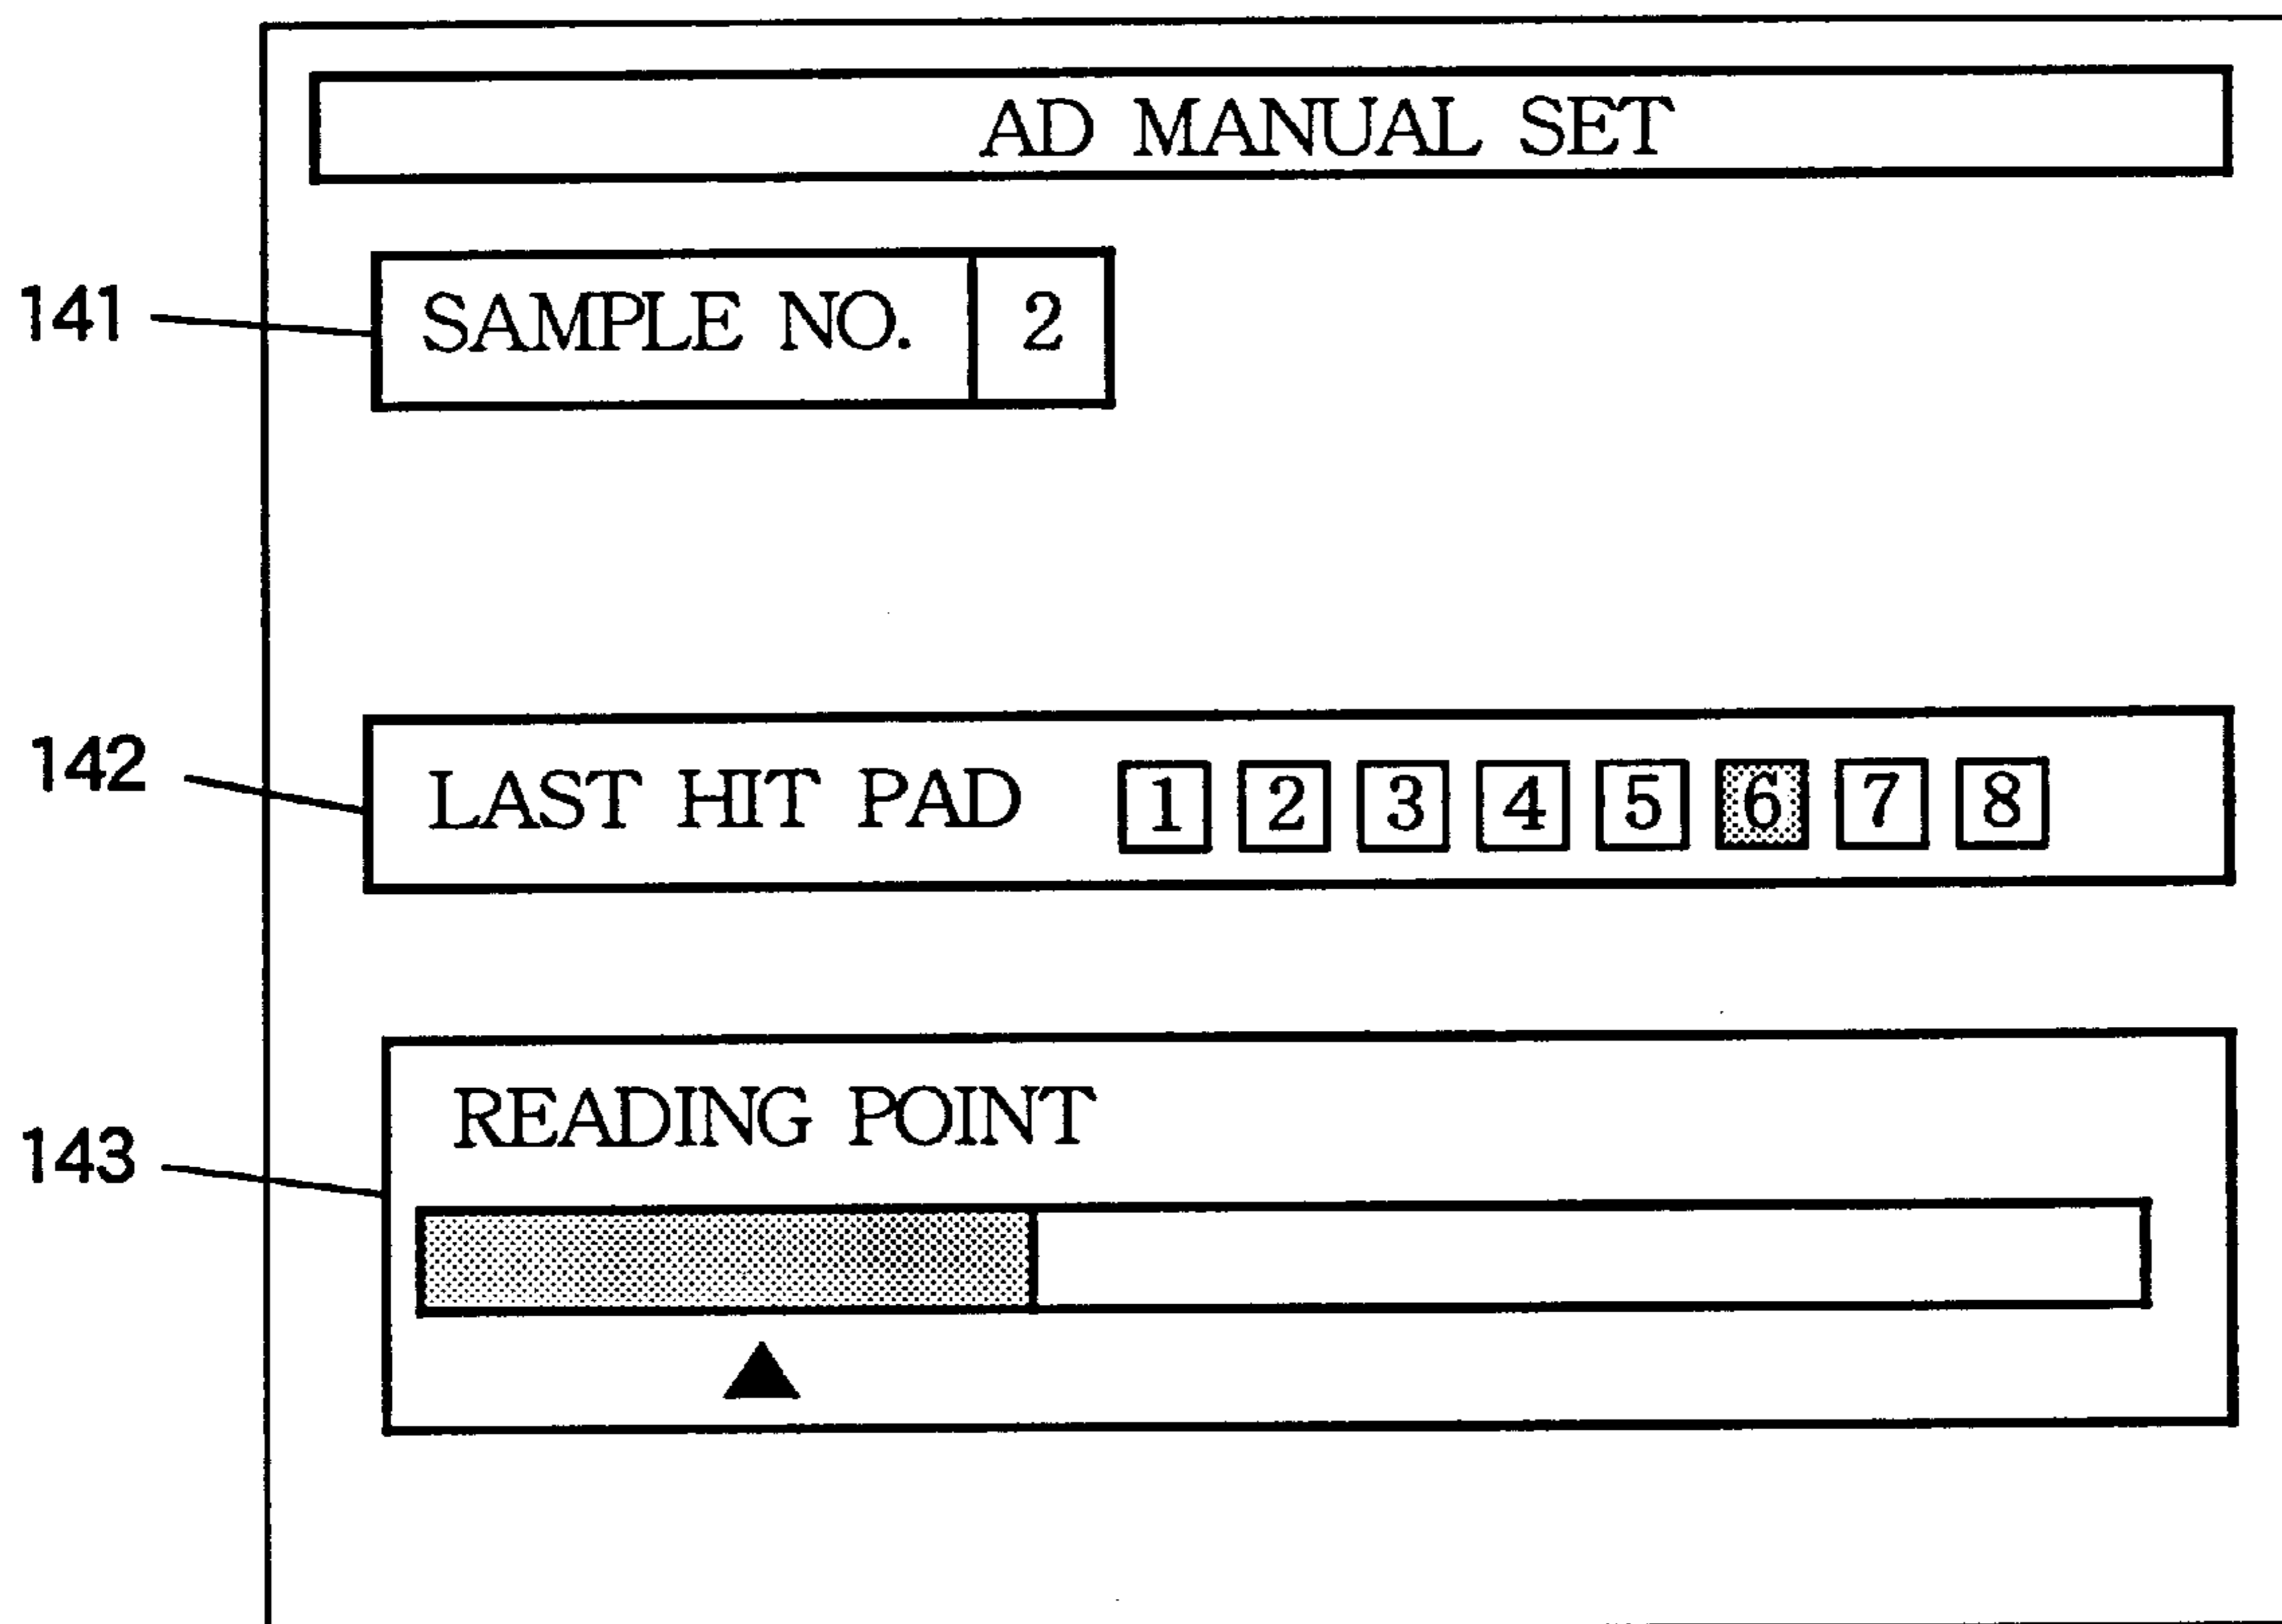 AD MANUAL SET
141 SAMPLE NO. 2
142 LAST HIT PAD 1 2 3 4 5 6 7 8
READING POINT
143